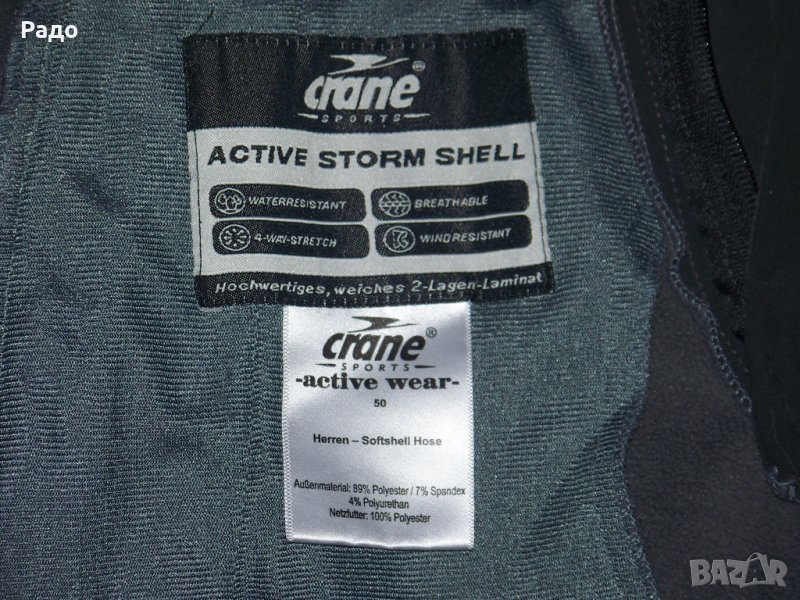 Радо
crane®
SPORTS
ACTIVE STORM SHELL
WATERRESISTANT
BREATHABLE
4-WAY-STRETCH
WINDRESISTANT
Hochwertiges, weiches 2-Lagen-Laminat
crane®
SPORTS
-active wear-
50
Herren – Softshell Hose
Außenmaterial: 89% Polyester / 7% Spandex
4% Polyurethan
Netzfutter: 100% Polyester
BAZAR